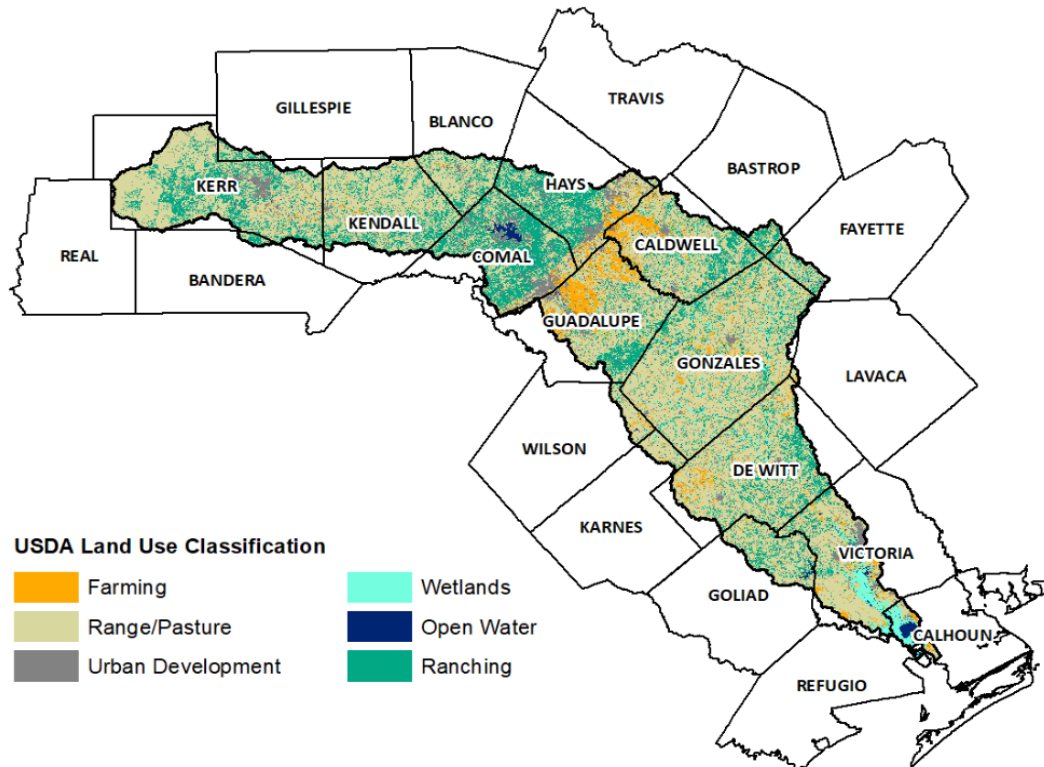 TRAVIS
GILLESPIE
BLANCO
BASTROP
HAYS
KERR
KENDALL
FAYETTE
CALDWELL
REAL
COMAL
BANDERA
GUADALUPE
GONZALES
LAVACA
WILSON
DE WITT
KARNES
VICTORIA
GOLIAD
CALHOUN
REFUGIO
USDA Land Use Classification
Farming
Range/Pasture
Urban Development
Wetlands
Open Water
Ranching